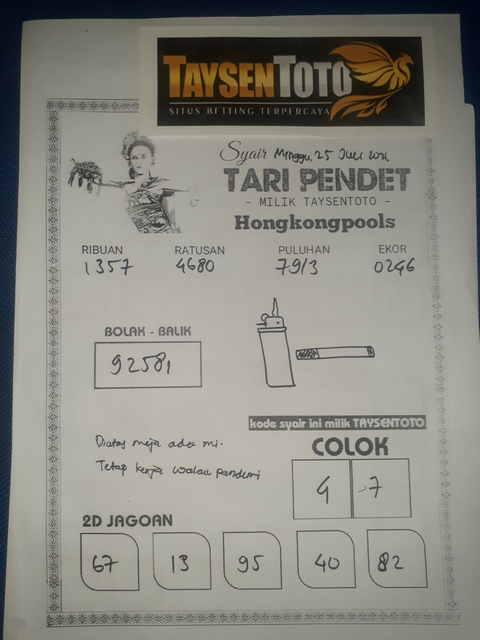 TAYSENTOTO
SITUS BETTING TERPERCAYA
Syair Minggu, 25 Juli 2021
TARI PENDET
- MILIK TAYSENTOTO -
Hongkongpools
RIBUAN RATUSAN PULUHAN EKOR
1357 4680 7913 0246
BOLAK - BALIK
92581
kode syair ini milik TAYSENTOTO
Diatas meja ada mi.
Tetap kerja walau pandemi
COLOK
4 7
2D JAGOAN
67 13 95 40 82